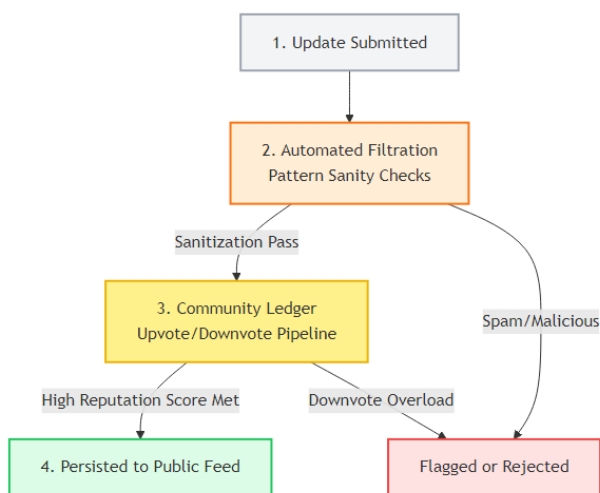 1. Update Submitted
2. Automated Filtration
Pattern Sanity Checks
Sanitization Pass
3. Community Ledger
Upvote/Downvote Pipeline
Spam/Malicious
High Reputation Score Met
Downvote Overload
4. Persisted to Public Feed
Flagged or Rejected